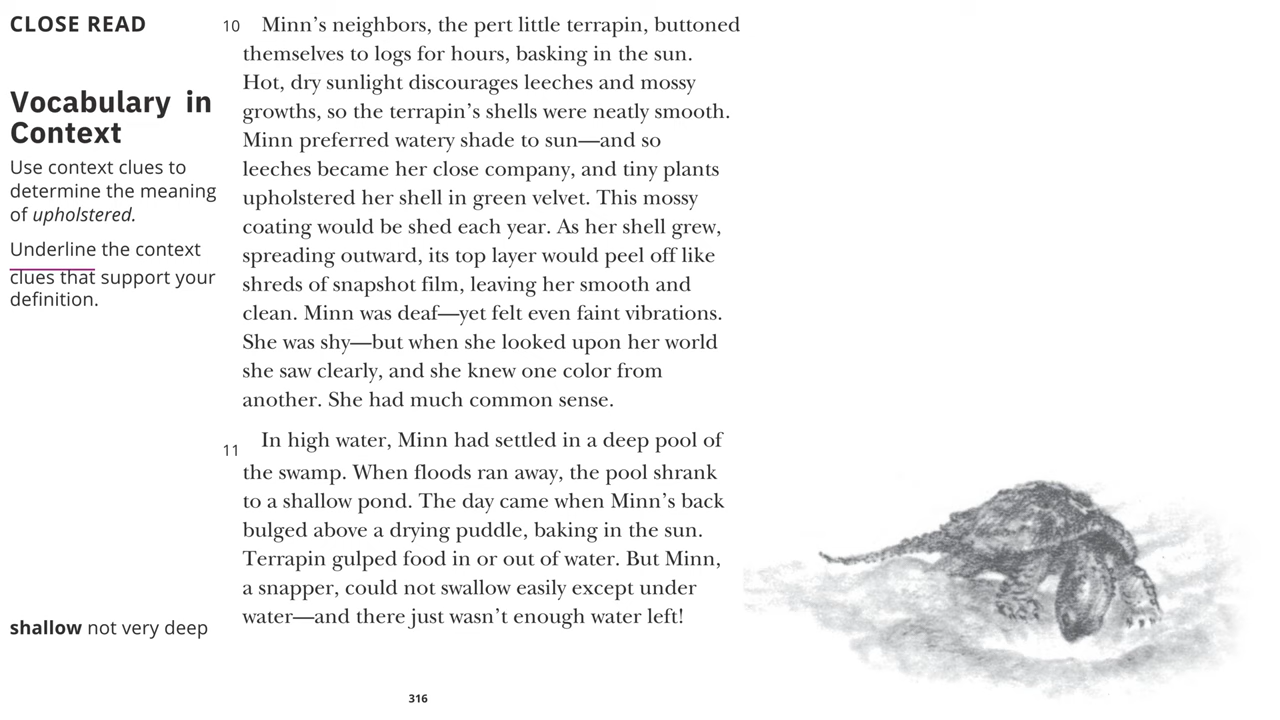 CLOSE READ
Vocabulary in
Context
Use context clues to
determine the meaning
of upholstered.
Underline the context
clues that support your
definition.
10 Minn’s neighbors, the pert little terrapin, buttoned
themselves to logs for hours, basking in the sun.
Hot, dry sunlight discourages leeches and mossy
growths, so the terrapin’s shells were neatly smooth.
Minn preferred watery shade to sun—and so
leeches became her close company, and tiny plants
upholstered her shell in green velvet. This mossy
coating would be shed each year. As her shell grew,
spreading outward, its top layer would peel off like
shreds of snapshot film, leaving her smooth and
clean. Minn was deaf—yet felt even faint vibrations.
She was shy—but when she looked upon her world
she saw clearly, and she knew one color from
another. She had much common sense.
11 In high water, Minn had settled in a deep pool of
the swamp. When floods ran away, the pool shrank
to a shallow pond. The day came when Minn’s back
bulged above a drying puddle, baking in the sun.
Terrapin gulped food in or out of water. But Minn,
a snapper, could not swallow easily except under
water—and there just wasn’t enough water left!
shallow not very deep
316